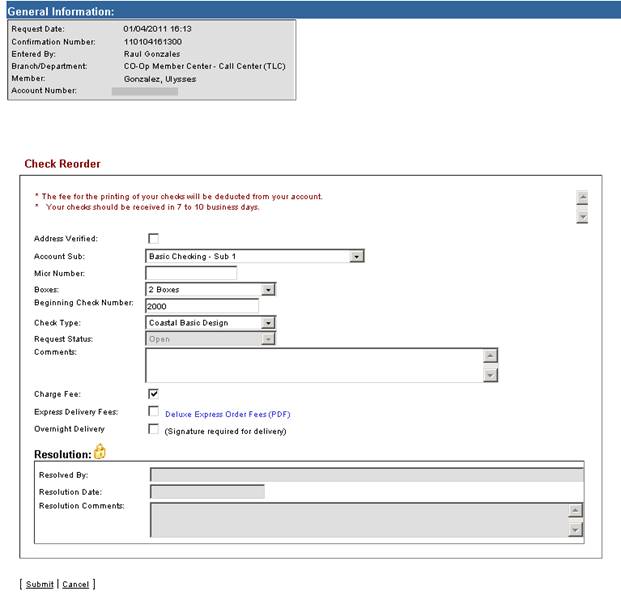 General Information:
Request Date: 01/04/2011 16:13
Confirmation Number: 110104161300
Entered By: Raul Gonzales
Branch/Department: CO-Op Member Center - Call Center (TLC)
Member: Gonzalez, Ulysses
Account Number:
Check Reorder
* The fee for the printing of your checks will be deducted from your account.
* Your checks should be received in 7 to 10 business days.
Address Verified:
Account Sub: Basic Checking - Sub 1
Micr Number:
Boxes: 2 Boxes
Beginning Check Number: 2000
Check Type: Coastal Basic Design
Request Status: Open
Comments:
Charge Fee:
Express Delivery Fees: Deluxe Express Order Fees (PDF)
Overnight Delivery (Signature required for delivery)
Resolution:
Resolved By:
Resolution Date:
Resolution Comments:
[ Submit | Cancel ]